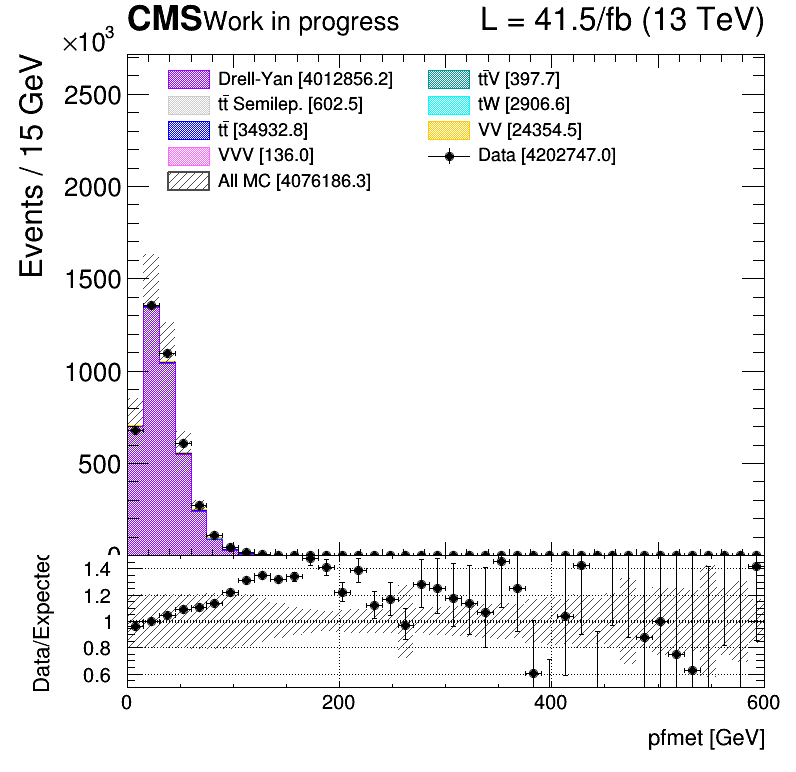 CMS Work in progress L = 41.5/fb (13 TeV)
×10³
Events / 15 GeV
2500
2000
1500
1000
500
0
Drell-Yan [4012856.2]
tt̄ Semilep. [602.5]
tt̄ [34932.8]
VVV [136.0]
All MC [4076186.3]
tt̄V [397.7]
tW [2906.6]
VV [24354.5]
Data [4202747.0]
Data/Expected
1.4
1.2
1
0.8
0.6
0 200 400 600
pfmet [GeV]